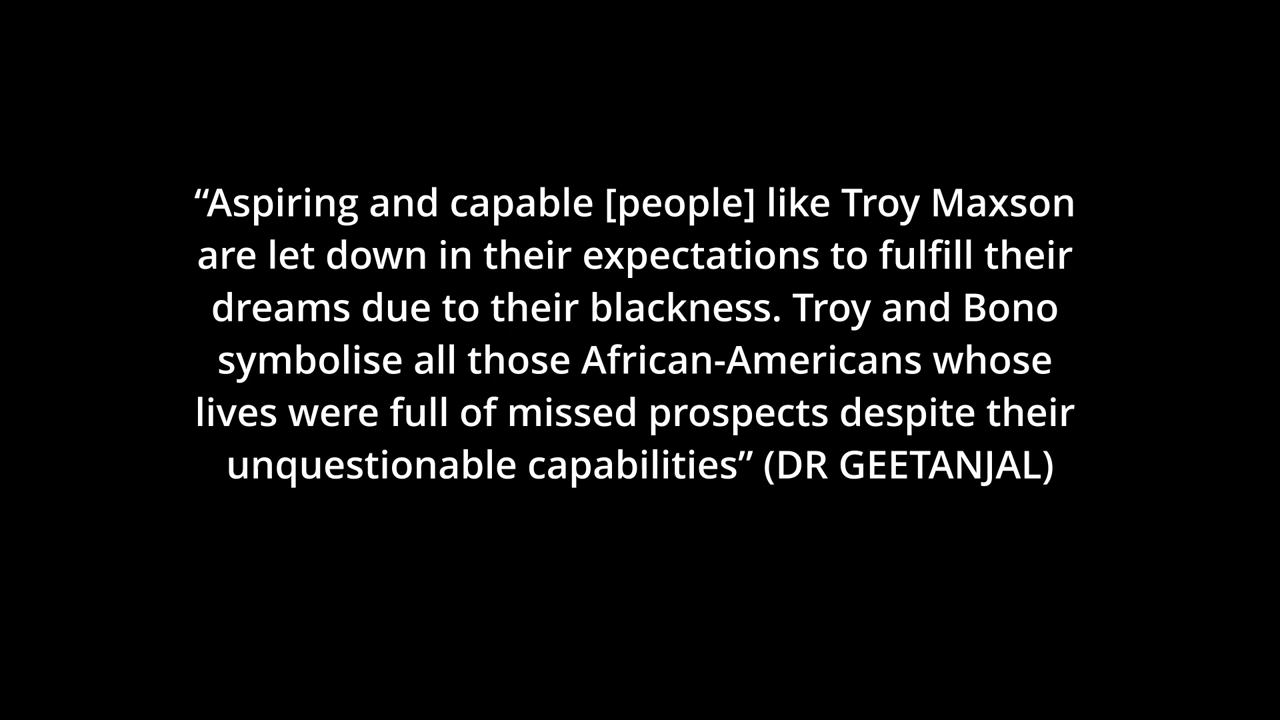 “Aspiring and capable [people] like Troy Maxson
are let down in their expectations to fulfill their
dreams due to their blackness. Troy and Bono
symbolise all those African-Americans whose
lives were full of missed prospects despite their
unquestionable capabilities” (DR GEETANJAL)